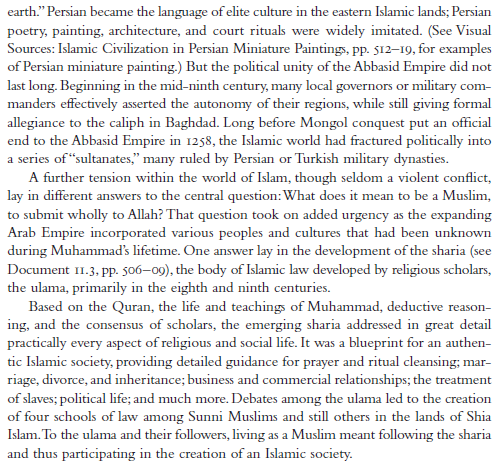 earth.” Persian became the language of elite culture in the eastern Islamic lands; Persian
poetry, painting, architecture, and court rituals were widely imitated. (See Visual
Sources: Islamic Civilization in Persian Miniature Paintings, pp. 512–19, for examples
of Persian miniature painting.) But the political unity of the Abbasid Empire did not
last long. Beginning in the mid-ninth century, many local governors or military com-
manders effectively asserted the autonomy of their regions, while still giving formal
allegiance to the caliph in Baghdad. Long before Mongol conquest put an official
end to the Abbasid Empire in 1258, the Islamic world had fractured politically into
a series of “sultanates,” many ruled by Persian or Turkish military dynasties.
A further tension within the world of Islam, though seldom a violent conflict,
lay in different answers to the central question: What does it mean to be a Muslim,
to submit wholly to Allah? That question took on added urgency as the expanding
Arab Empire incorporated various peoples and cultures that had been unknown
during Muhammad’s lifetime. One answer lay in the development of the sharia (see
Document 11.3, pp. 506–09), the body of Islamic law developed by religious scholars,
the ulama, primarily in the eighth and ninth centuries.
Based on the Quran, the life and teachings of Muhammad, deductive reason-
ing, and the consensus of scholars, the emerging sharia addressed in great detail
practically every aspect of religious and social life. It was a blueprint for an authen-
tic Islamic society, providing detailed guidance for prayer and ritual cleansing; mar-
riage, divorce, and inheritance; business and commercial relationships; the treatment
of slaves; political life; and much more. Debates among the ulama led to the creation
of four schools of law among Sunni Muslims and still others in the lands of Shia
Islam. To the ulama and their followers, living as a Muslim meant following the sharia
and thus participating in the creation of an Islamic society.